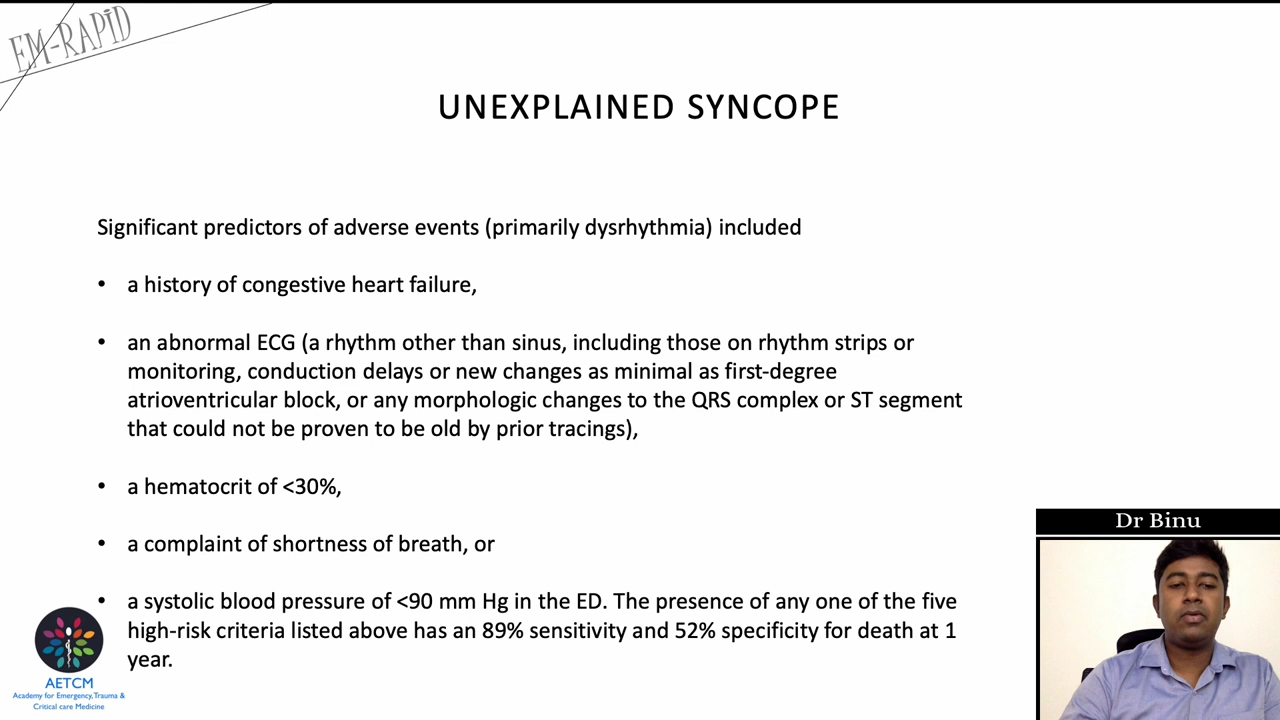 EM-RAPID
UNEXPLAINED SYNCOPE
Significant predictors of adverse events (primarily dysrhythmia) included
• a history of congestive heart failure,
• an abnormal ECG (a rhythm other than sinus, including those on rhythm strips or
monitoring, conduction delays or new changes as minimal as first-degree
atrioventricular block, or any morphologic changes to the QRS complex or ST segment
that could not be proven to be old by prior tracings),
• a hematocrit of <30%,
• a complaint of shortness of breath, or
• a systolic blood pressure of <90 mm Hg in the ED. The presence of any one of the five
high-risk criteria listed above has an 89% sensitivity and 52% specificity for death at 1
year.
Dr Binu
AETCM
Academy for Emergency, Trauma &
Critical care Medicine